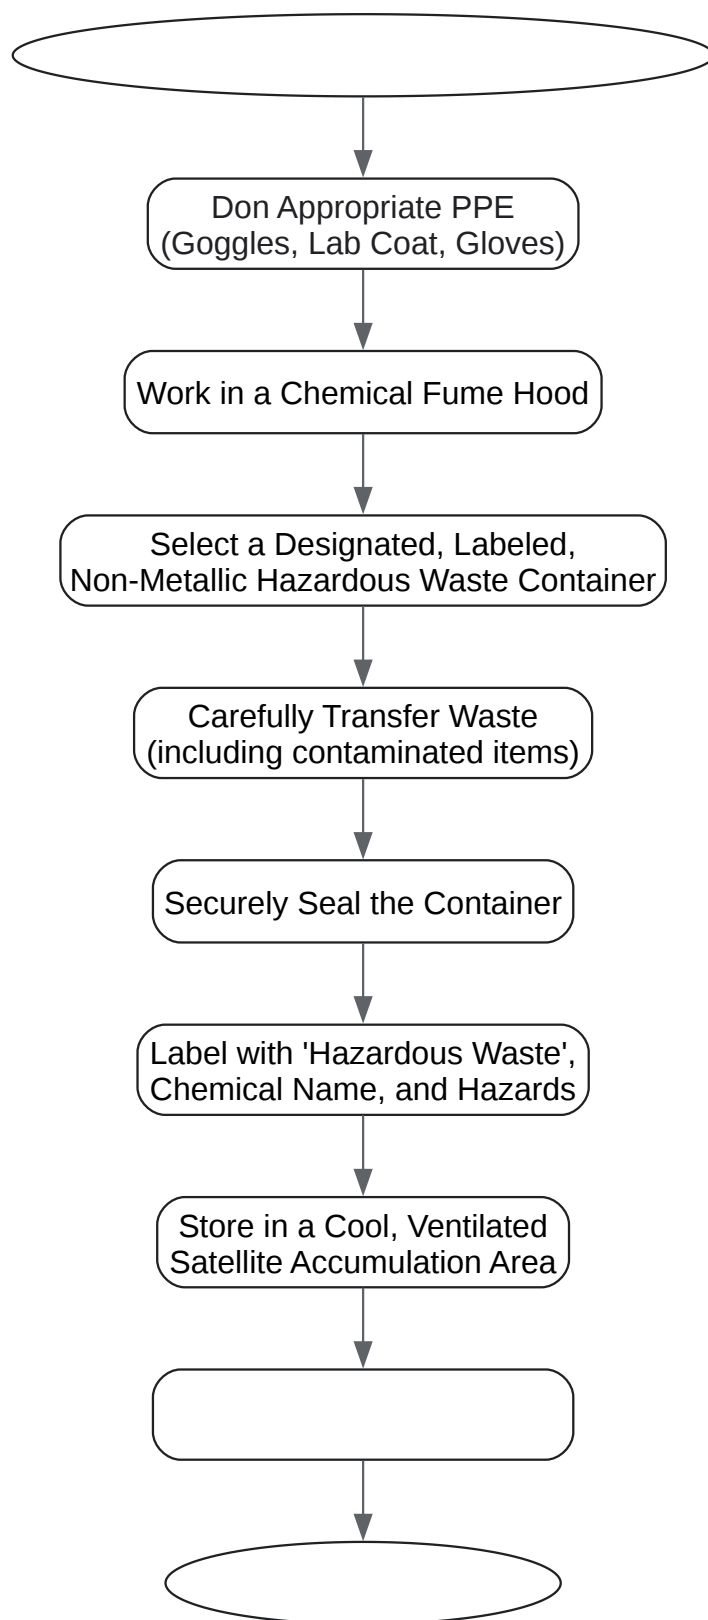 Don Appropriate PPE
(Goggles, Lab Coat, Gloves)
Work in a Chemical Fume Hood
Select a Designated, Labeled,
Non-Metallic Hazardous Waste Container
Carefully Transfer Waste
(including contaminated items)
Securely Seal the Container
Label with 'Hazardous Waste',
Chemical Name, and Hazards
Store in a Cool, Ventilated
Satellite Accumulation Area